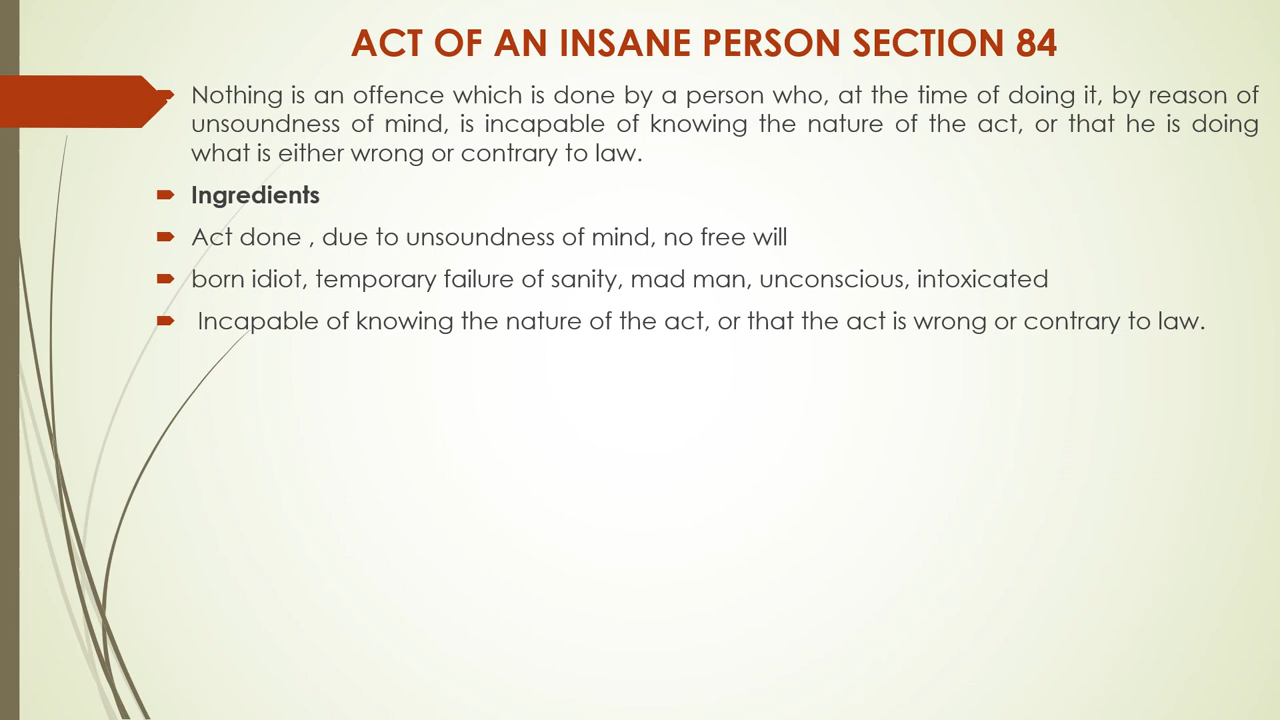 ACT OF AN INSANE PERSON SECTION 84
Nothing is an offence which is done by a person who, at the time of doing it, by reason of
unsoundness of mind, is incapable of knowing the nature of the act, or that he is doing
what is either wrong or contrary to law.
Ingredients
Act done , due to unsoundness of mind, no free will
born idiot, temporary failure of sanity, mad man, unconscious, intoxicated
Incapable of knowing the nature of the act, or that the act is wrong or contrary to law.